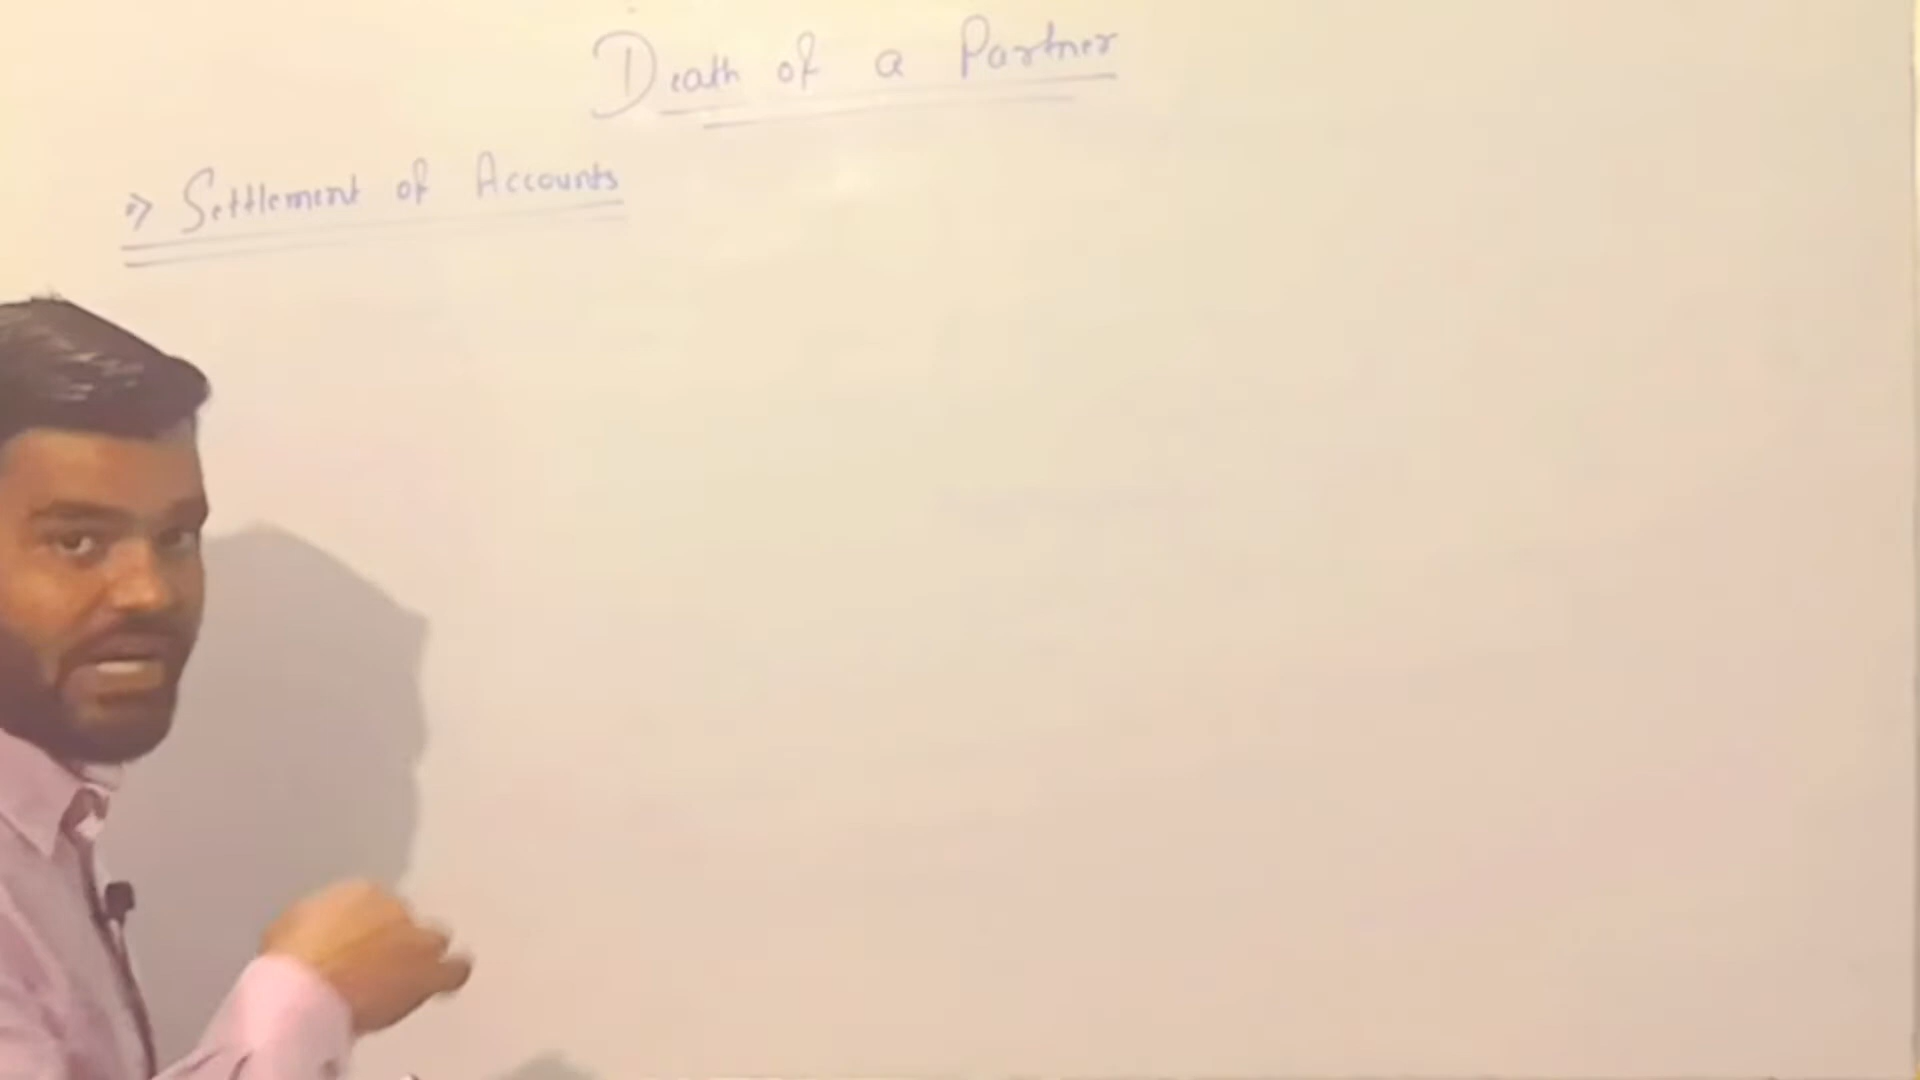 Death of a Partner
=> Settlement of Accounts